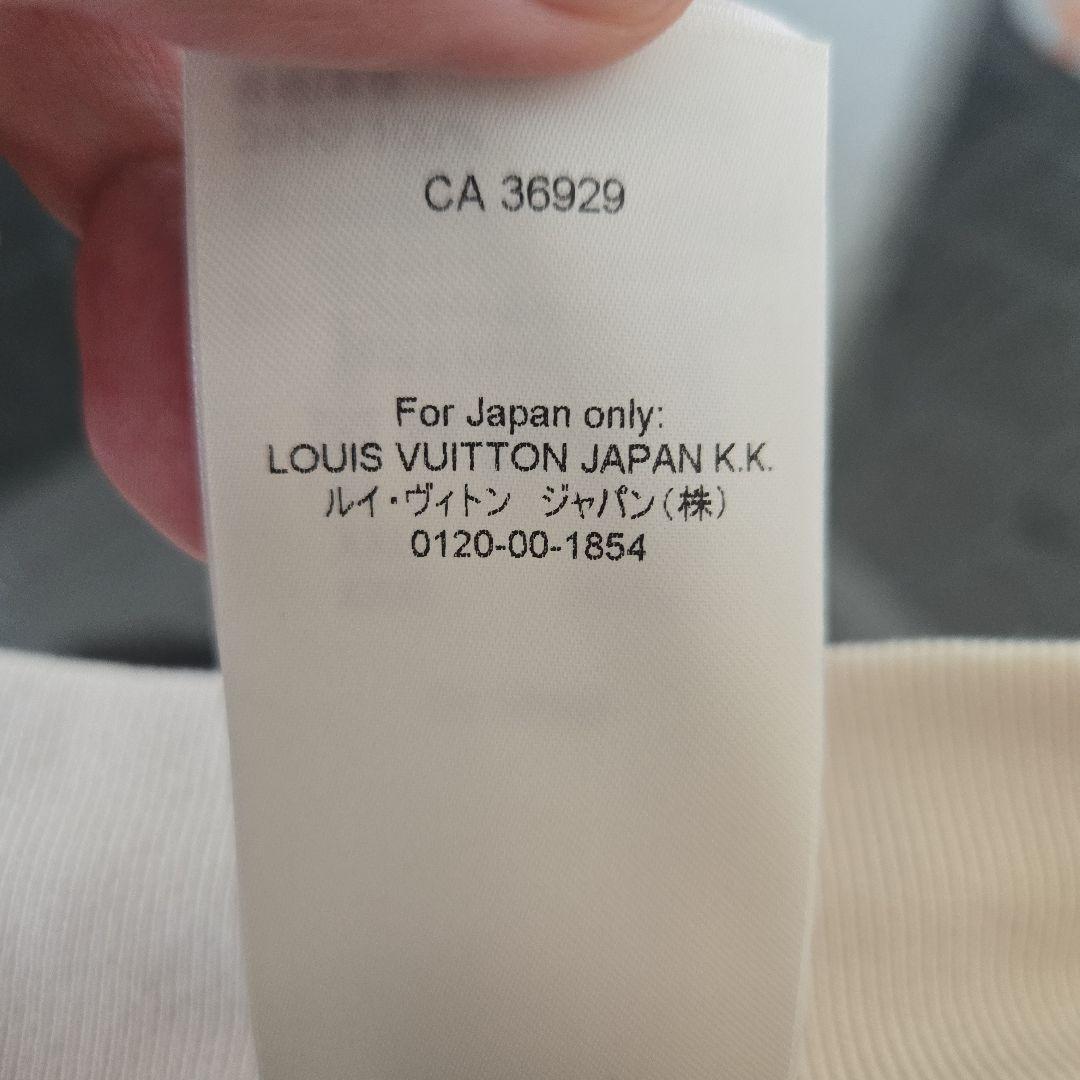 CA 36929
For Japan only:
LOUIS VUITTON JAPAN K.K.
ルイ・ヴィトン ジャパン(株)
0120-00-1854